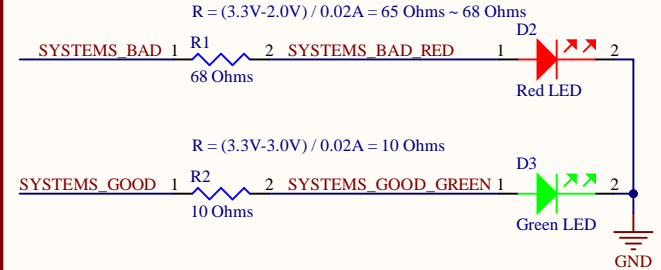 R = (3.3V-2.0V) / 0.02A = 65 Ohms ~ 68 Ohms
D2
SYSTEMS_BAD 1 R1 2 SYSTEMS_BAD_RED 1 2
68 Ohms
Red LED
R = (3.3V-3.0V) / 0.02A = 10 Ohms
D3
SYSTEMS_GOOD 1 R2 2 SYSTEMS_GOOD_GREEN 1 2
10 Ohms
Green LED
GND